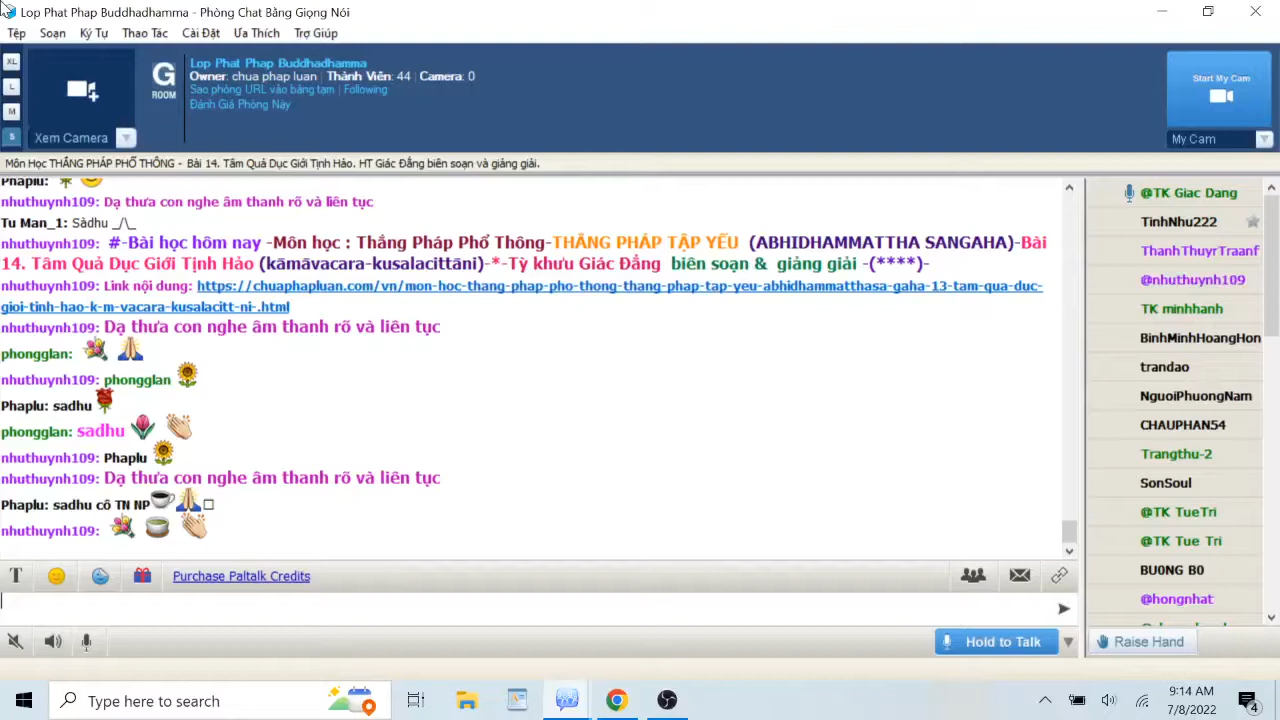 Lop Phat Phap Buddhadhamma - Phòng Chat Bằng Giọng Nói
Tệp Soạn Ký Tự Thao Tác Cài Đặt Ưa Thích Trợ Giúp
XL
L
M
S
Xem Camera
G
ROOM
Lop Phat Phap Buddhadhamma
Owner: chua phap luan | Thành Viên: 44 | Camera: 0
Sao phỏng URL vào bảng tạm | Following:
Đánh Giá Phòng Này
Start My Cam
My Cam
Môn Học THẮNG PHÁP PHỔ THÔNG - Bài 14. Tâm Quả Dục Giới Tịnh Hảo. HT Giác Đẳng biên soạn và giảng giải.
Phaplu:
nhuthuynh109: Dạ thưa con nghe âm thanh rõ và liên tục
Tu Man_1: Sàdhu _/\_
nhuthuynh109: #-Bài học hôm nay -Môn học : Thắng Pháp Phổ Thông-THẮNG PHÁP TẬP YẾU (ABHIDHAMMATTHA SANGAHA)-Bài
14. Tâm Quả Dục Giới Tịnh Hảo (kāmāvacara-kusalacittāni)-*-Tỳ khưu Giác Đẳng biên soạn & giảng giải -(****)-
nhuthuynh109: Link nội dung: https://chuaphapluan.com/vn/mon-hoc-thang-phap-pho-thong-thang-phap-tap-yeu-abhidhammatthasa-gaha-13-tam-qua-duc-
gioi-tinh-hao-k-m-vacara-kusalacitt-ni-.html
nhuthuynh109: Dạ thưa con nghe âm thanh rõ và liên tục
phongglan:
nhuthuynh109: phongglan
Phaplu: sadhu
phongglan: sadhu
nhuthuynh109: Phaplu
nhuthuynh109: Dạ thưa con nghe âm thanh rõ và liên tục
Phaplu: sadhu cô TN NP
nhuthuynh109:
@TK Giac Dang
TinhNhu222
ThanhThuyrTraanf
@nhuthuynh109
TK minhhanh
BinhMinhHoangHon
trandao
NguoiPhuongNam
CHAUPHAN54
Trangthu-2
SonSoul
@TK TueTri
@TK Tue Tri
BU0NG B0
@hongnhat
T
Purchase Paltalk Credits
Hold to Talk
Raise Hand
Type here to search
9:14 AM
7/8/2022
4